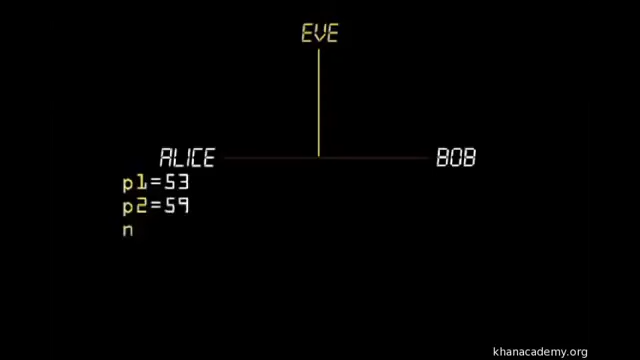 EVE
ALICE
BOB
p1=53
p2=59
n
khanacademy.org